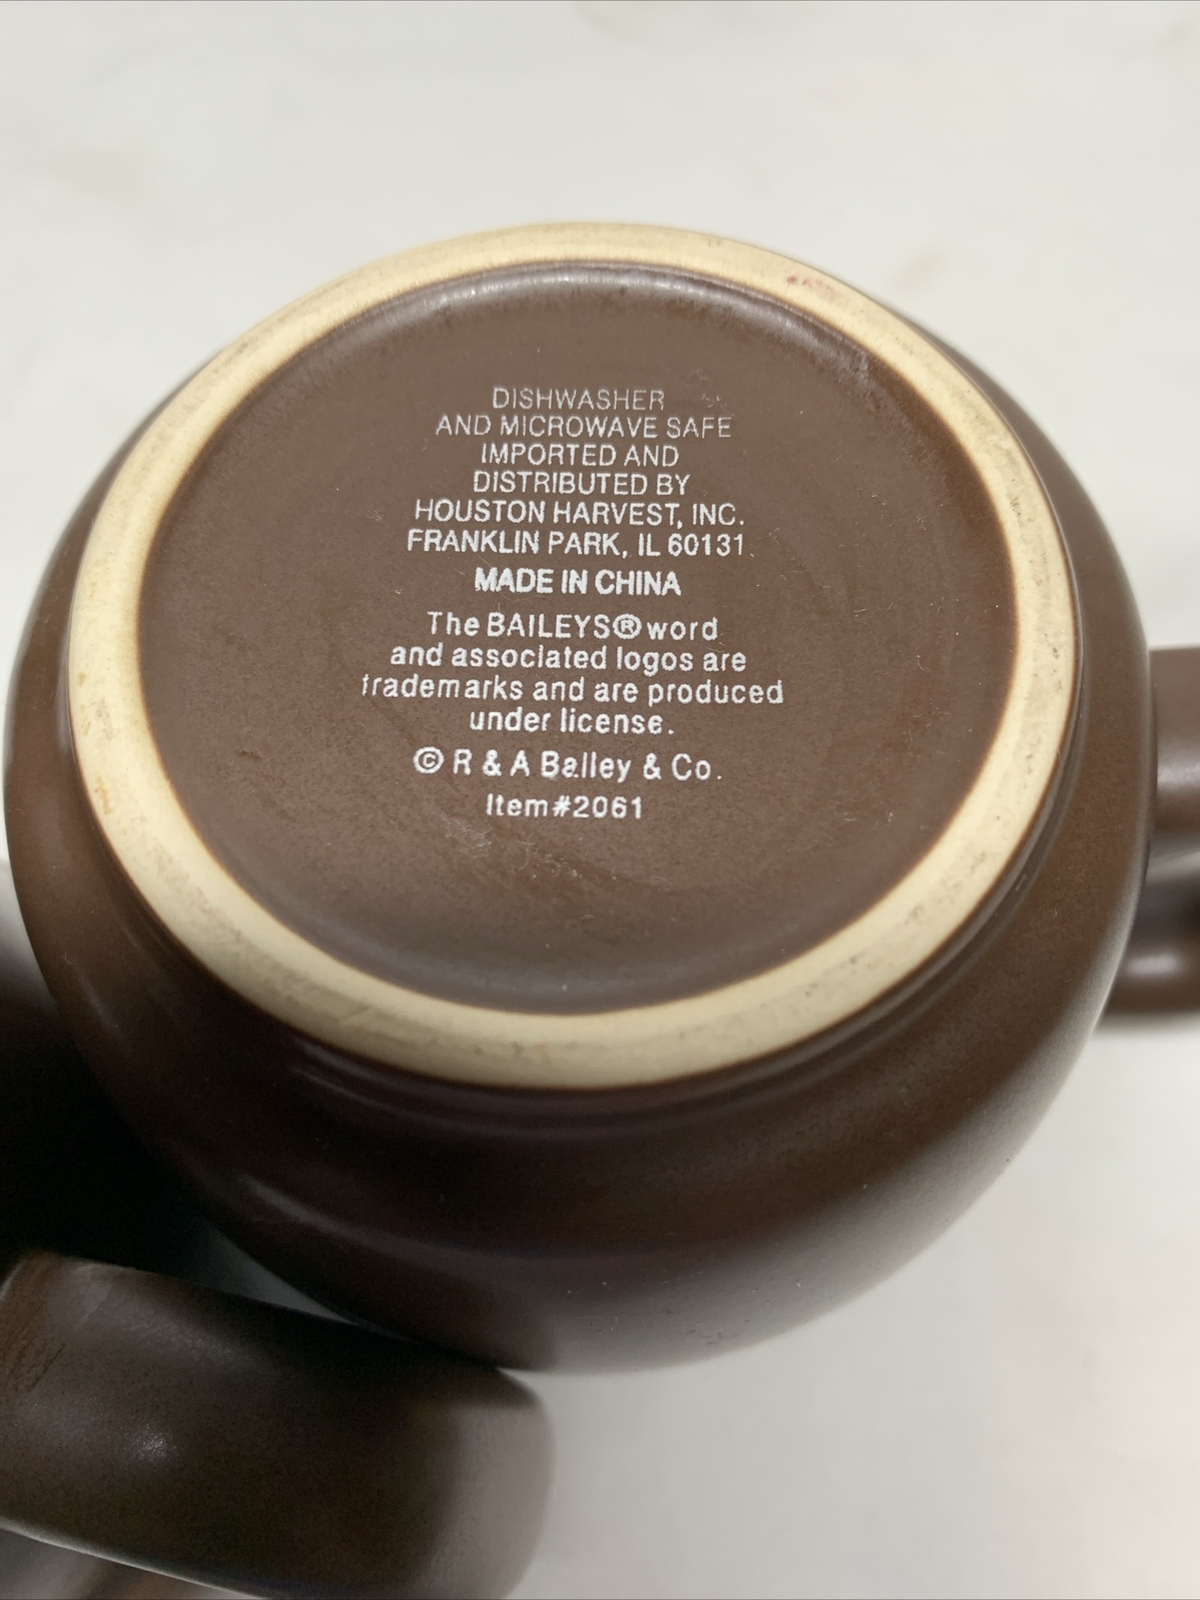 DISHWASHER
AND MICROWAVE SAFE
IMPORTED AND
DISTRIBUTED BY
HOUSTON HARVEST, INC.
FRANKLIN PARK, IL 60131
MADE IN CHINA
The BAILEYS® word
and associated logos are
trademarks and are produced
under license.
© R & A Bailey & Co.
Item#2061